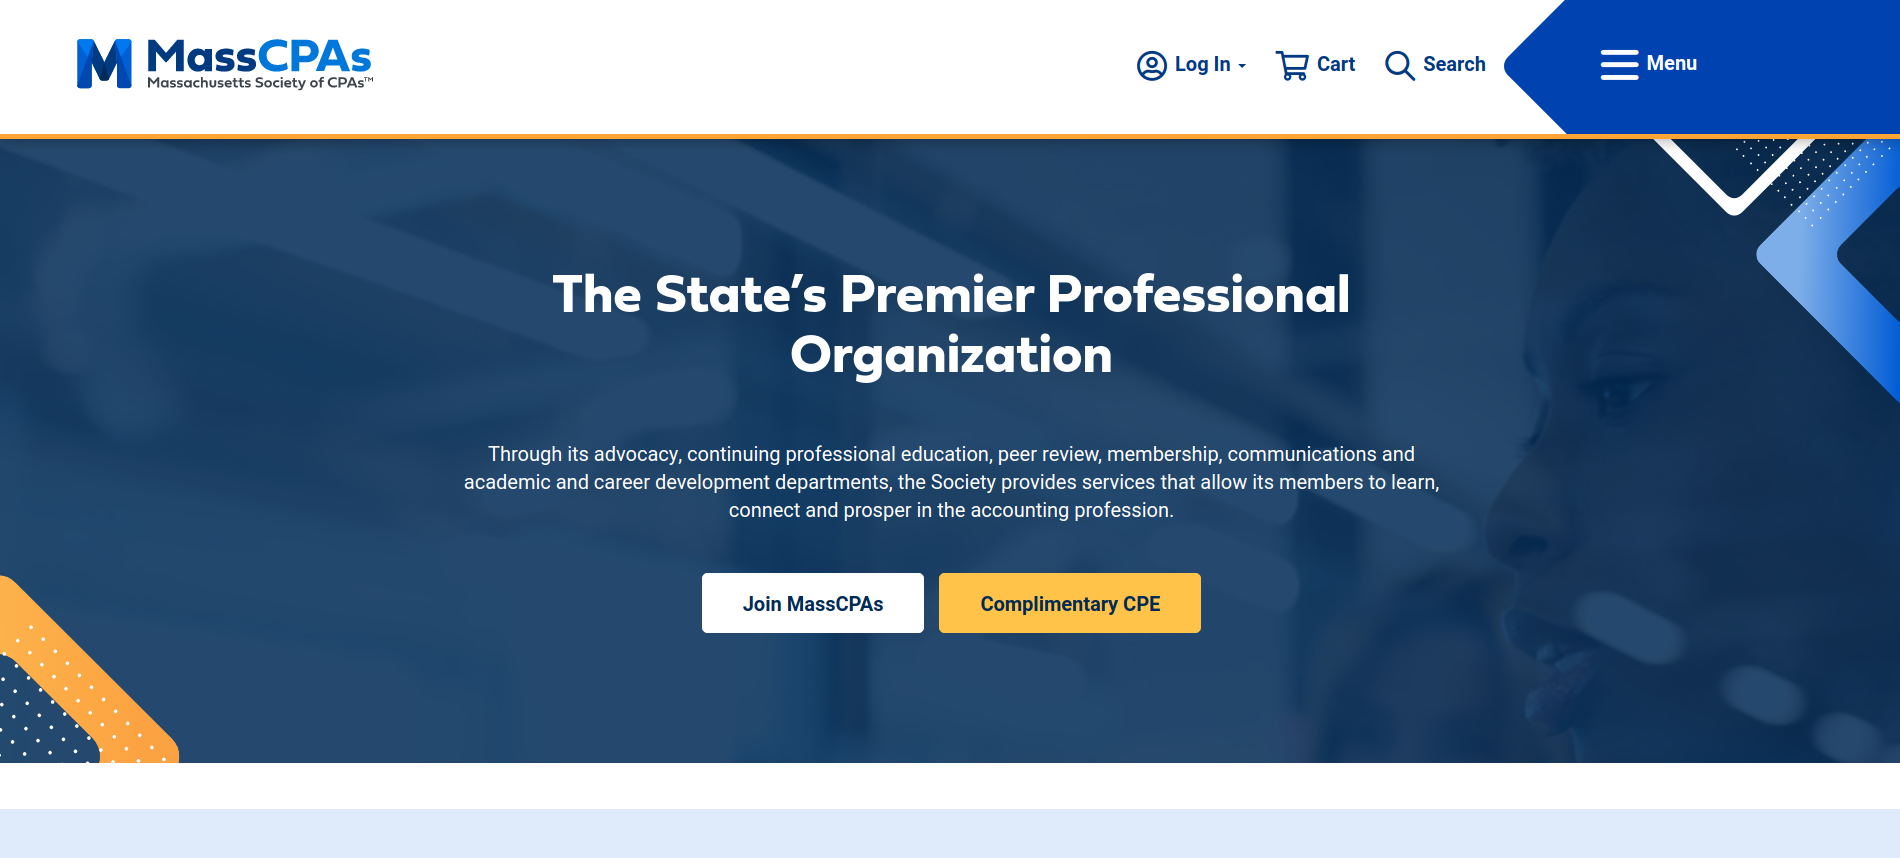 MassCPAs
Massachusetts Society of CPAs™
Log In
Cart
Search
Menu
The State’s Premier Professional
Organization
Through its advocacy, continuing professional education, peer review, membership, communications and
academic and career development departments, the Society provides services that allow its members to learn,
connect and prosper in the accounting profession.
Join MassCPAs
Complimentary CPE